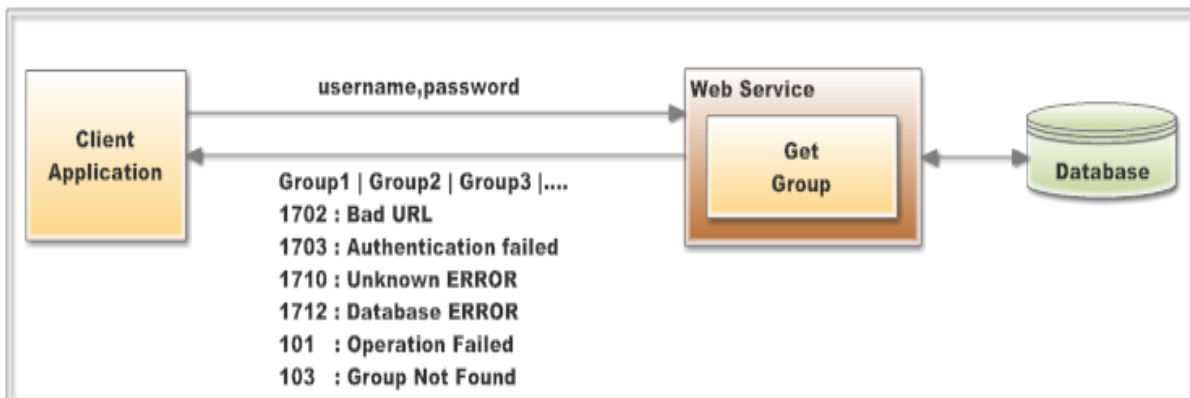 username,password
Client
Application
Web Service
Get
Group
Database
Group1 | Group2 | Group3 |....
1702 : Bad URL
1703 : Authentication failed
1710 : Unknown ERROR
1712 : Database ERROR
101 : Operation Failed
103 : Group Not Found